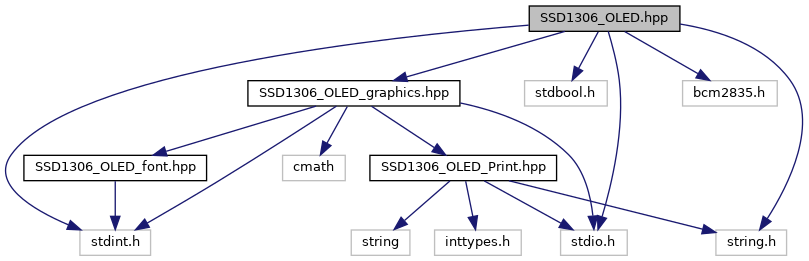 SSD1306_OLED.hpp
SSD1306_OLED_graphics.hpp
stdbool.h
bcm2835.h
SSD1306_OLED_font.hpp
cmath
SSD1306_OLED_Print.hpp
stdint.h
string
inttypes.h
stdio.h
string.h